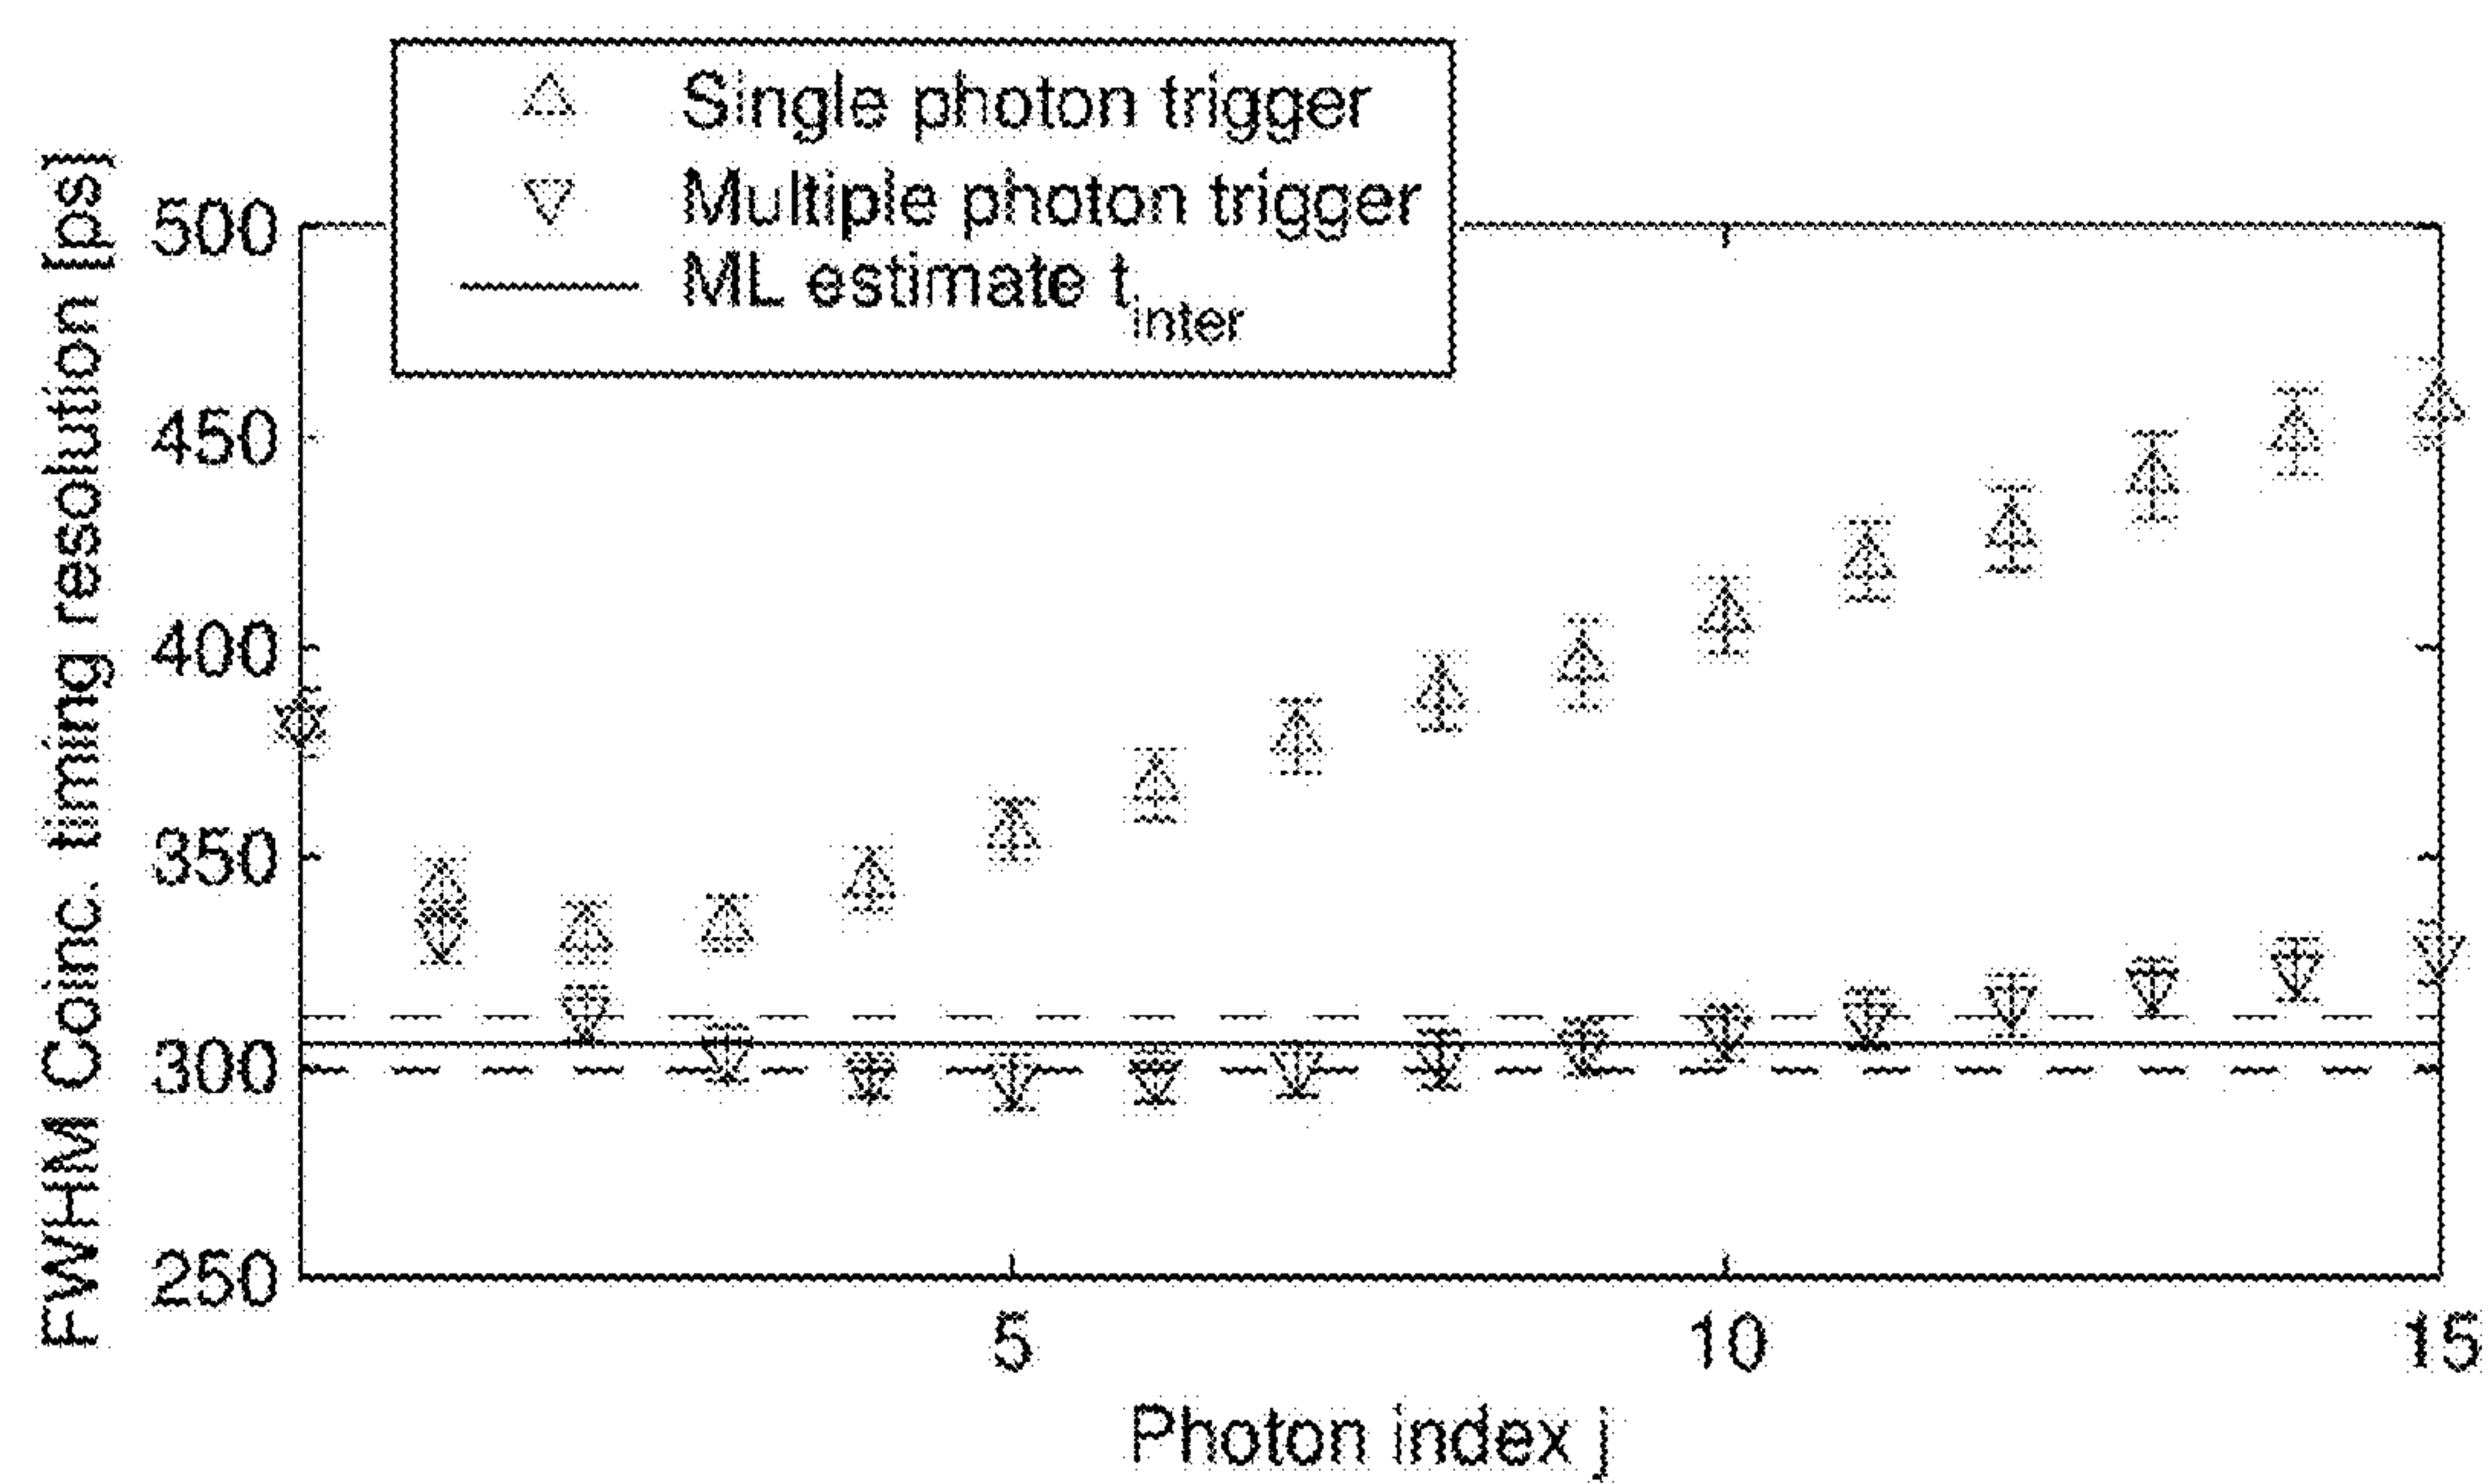 Single photon trigger
Multiple photon trigger
ML estimate t_inter
FWHM Coinc. timing resolution [ps]
500
450
400
350
300
250
5
10
15
Photon index j